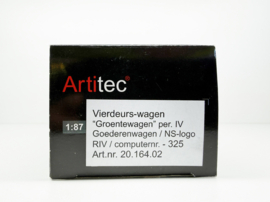 Artitec®
1:87
Vierdeurs-wagen
"Groentewagen" per. IV
Goederenwagen / NS-logo
RIV / computernr. - 325
Art.nr. 20.164.02